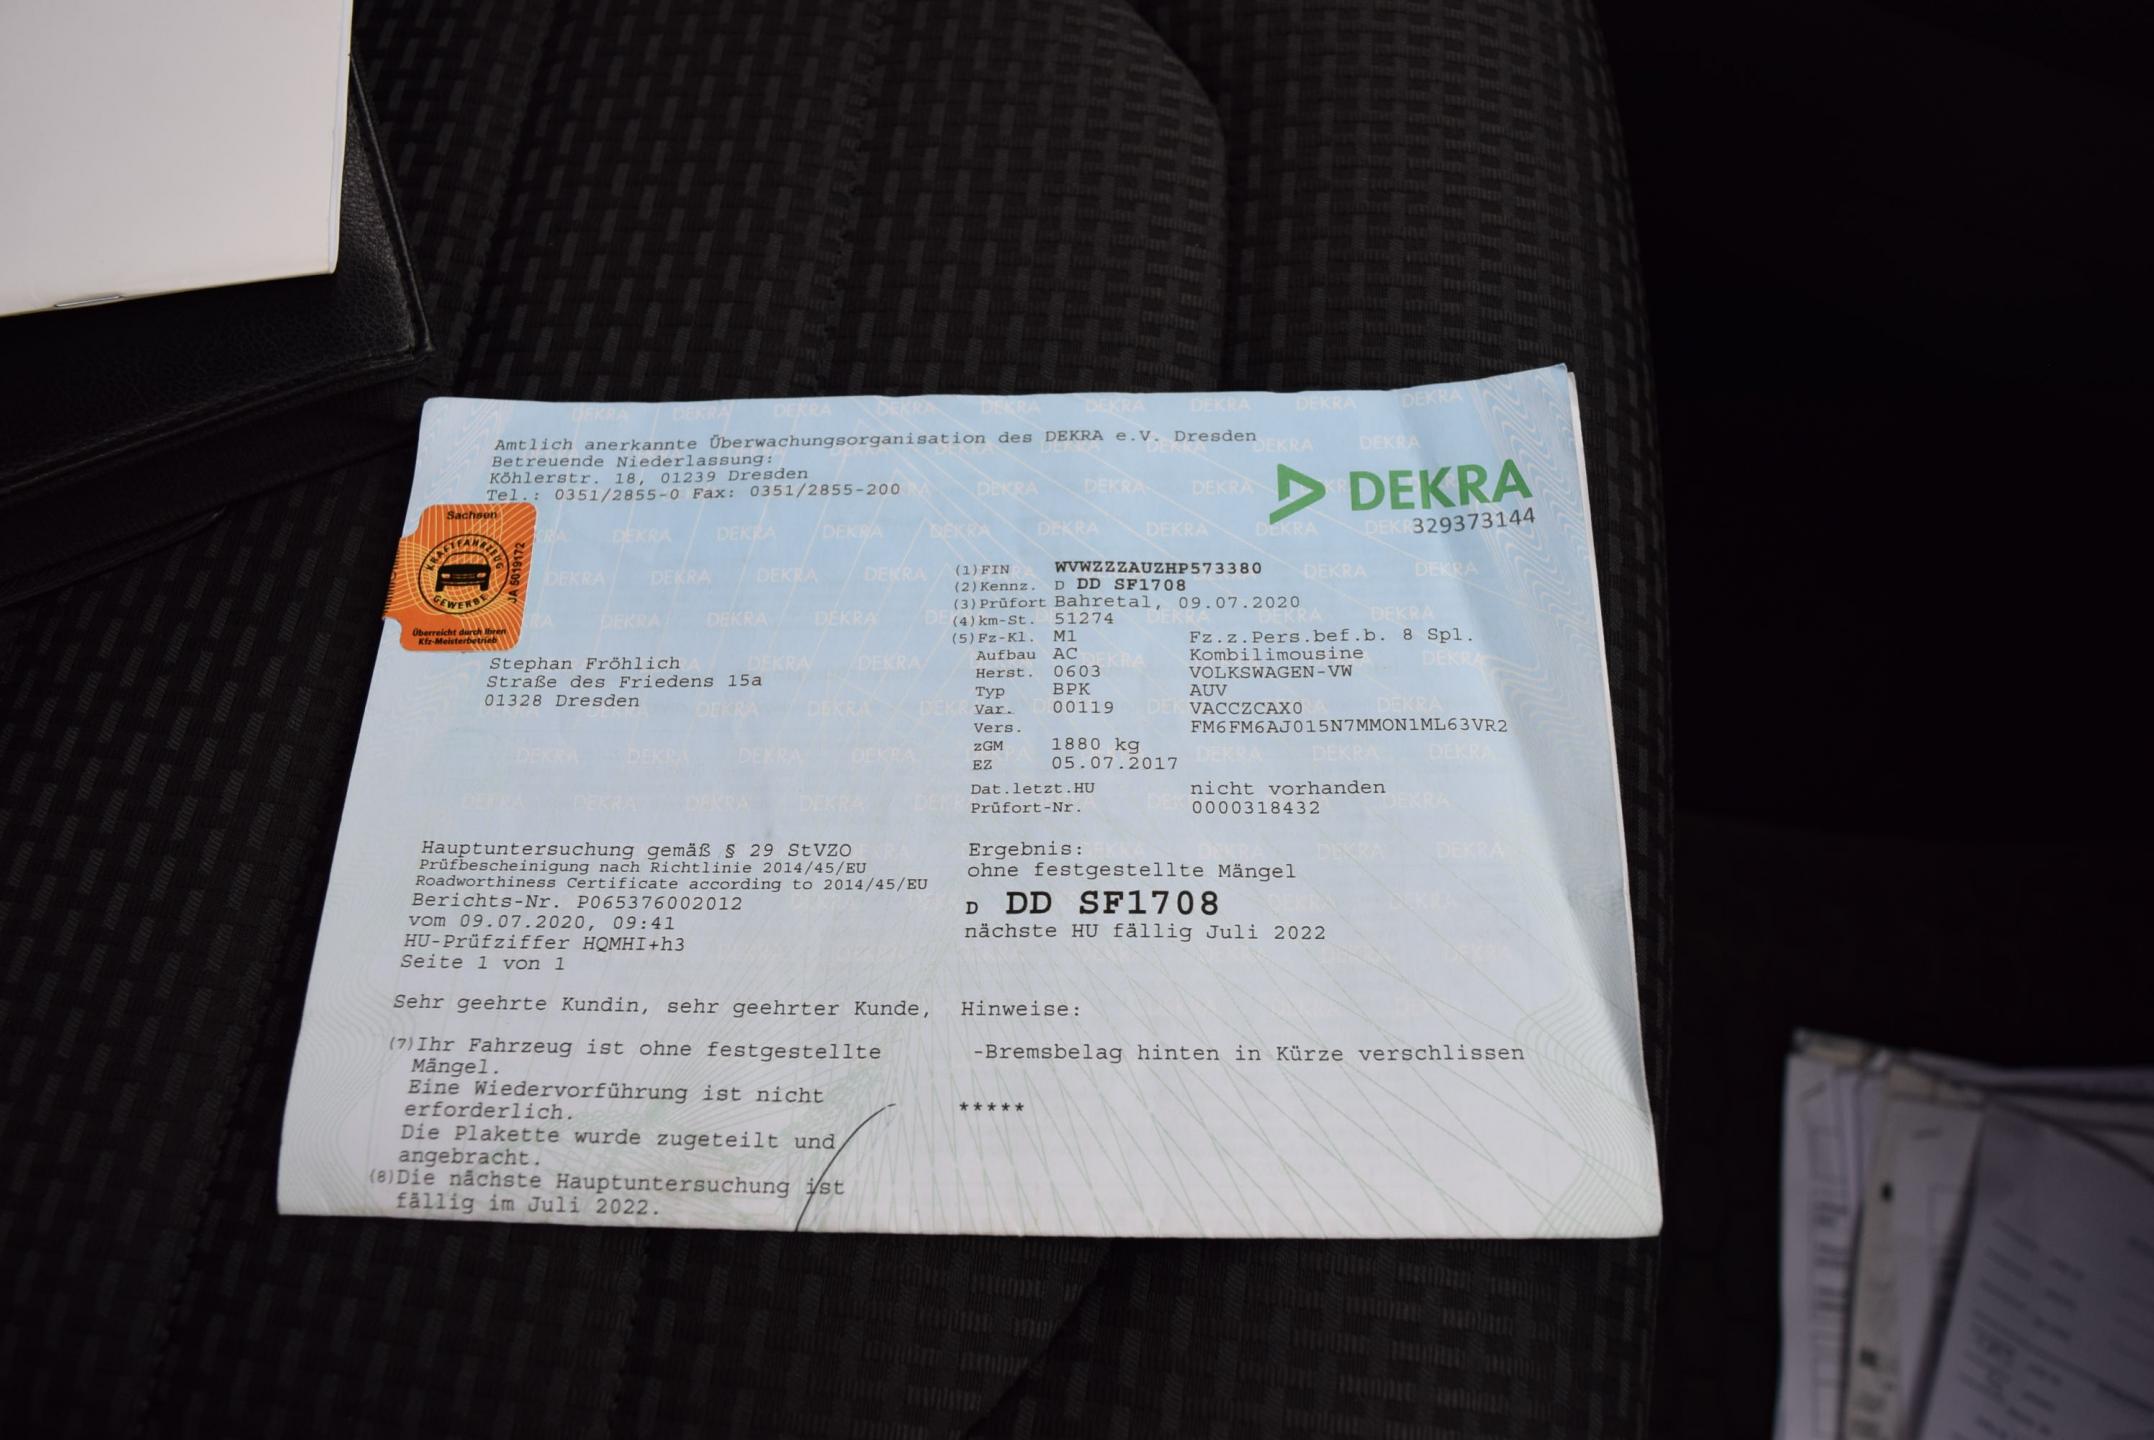 Amtlich anerkannte Überwachungsorganisation des DEKRA e.V. Dresden
Betreuende Niederlassung:
Köhlerstr. 18, 01239 Dresden
Tel.: 0351/2855-0 Fax: 0351/2855-200
DEKRA
329373144
Sachsen
KRAFTFAHRZEUG
GEWERBE
JA 5019172
Überreicht durch Ihren
Kfz-Meisterbetrieb
Stephan Fröhlich
Straße des Friedens 15a
01328 Dresden
(1)FIN WVWZZZAUZHP573380
(2)Kennz. D DD SF1708
(3)Prüfort Bahretal, 09.07.2020
(4)km-St. 51274
(5)Fz-Kl. M1 Fz.z.Pers.bef.b. 8 Spl.
Aufbau AC Kombilimousine
Herst. 0603 VOLKSWAGEN-VW
Typ BPK AUV
Var. 00119 VACCZCAX0
Vers. FM6FM6AJ015N7MMON1ML63VR2
zGM 1880 kg
EZ 05.07.2017
Dat.letzt.HU nicht vorhanden
Prüfort-Nr. 0000318432
Hauptuntersuchung gemäß § 29 StVZO
Prüfbescheinigung nach Richtlinie 2014/45/EU
Roadworthiness Certificate according to 2014/45/EU
Berichts-Nr. P065376002012
vom 09.07.2020, 09:41
HU-Prüfziffer HQMHI+h3
Seite 1 von 1
Ergebnis:
ohne festgestellte Mängel
D DD SF1708
nächste HU fällig Juli 2022
Sehr geehrte Kundin, sehr geehrter Kunde,
(7)Ihr Fahrzeug ist ohne festgestellte
Mängel.
Eine Wiedervorführung ist nicht
erforderlich.
Die Plakette wurde zugeteilt und
angebracht.
(8)Die nächste Hauptuntersuchung ist
fällig im Juli 2022.
Hinweise:
-Bremsbelag hinten in Kürze verschlissen
*****